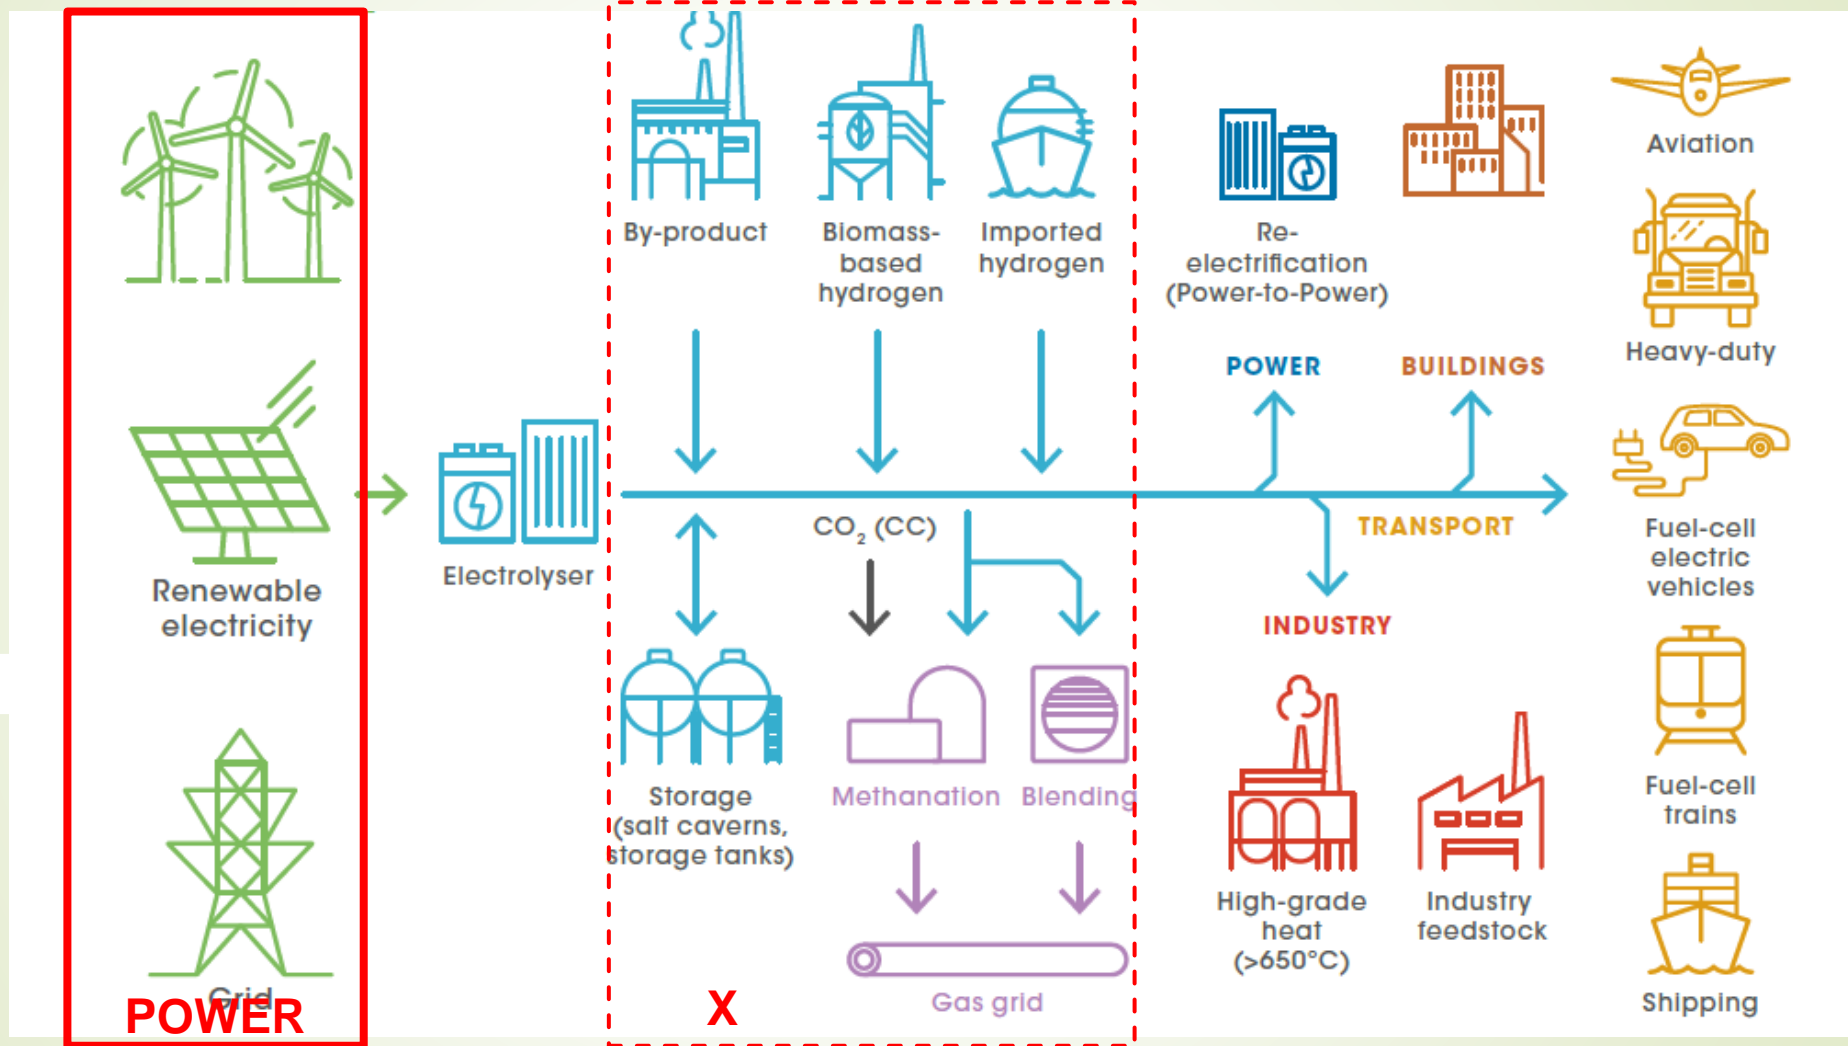 Renewable
electricity
Grid
POWER
Electrolyser
By-product
Biomass-
based
hydrogen
Imported
hydrogen
CO₂ (CC)
Storage
(salt caverns,
storage tanks)
Methanation
Blending
Gas grid
X
Re-
electrification
(Power-to-Power)
POWER
BUILDINGS
TRANSPORT
INDUSTRY
High-grade
heat
(>650°C)
Industry
feedstock
Aviation
Heavy-duty
Fuel-cell
electric
vehicles
Fuel-cell
trains
Shipping